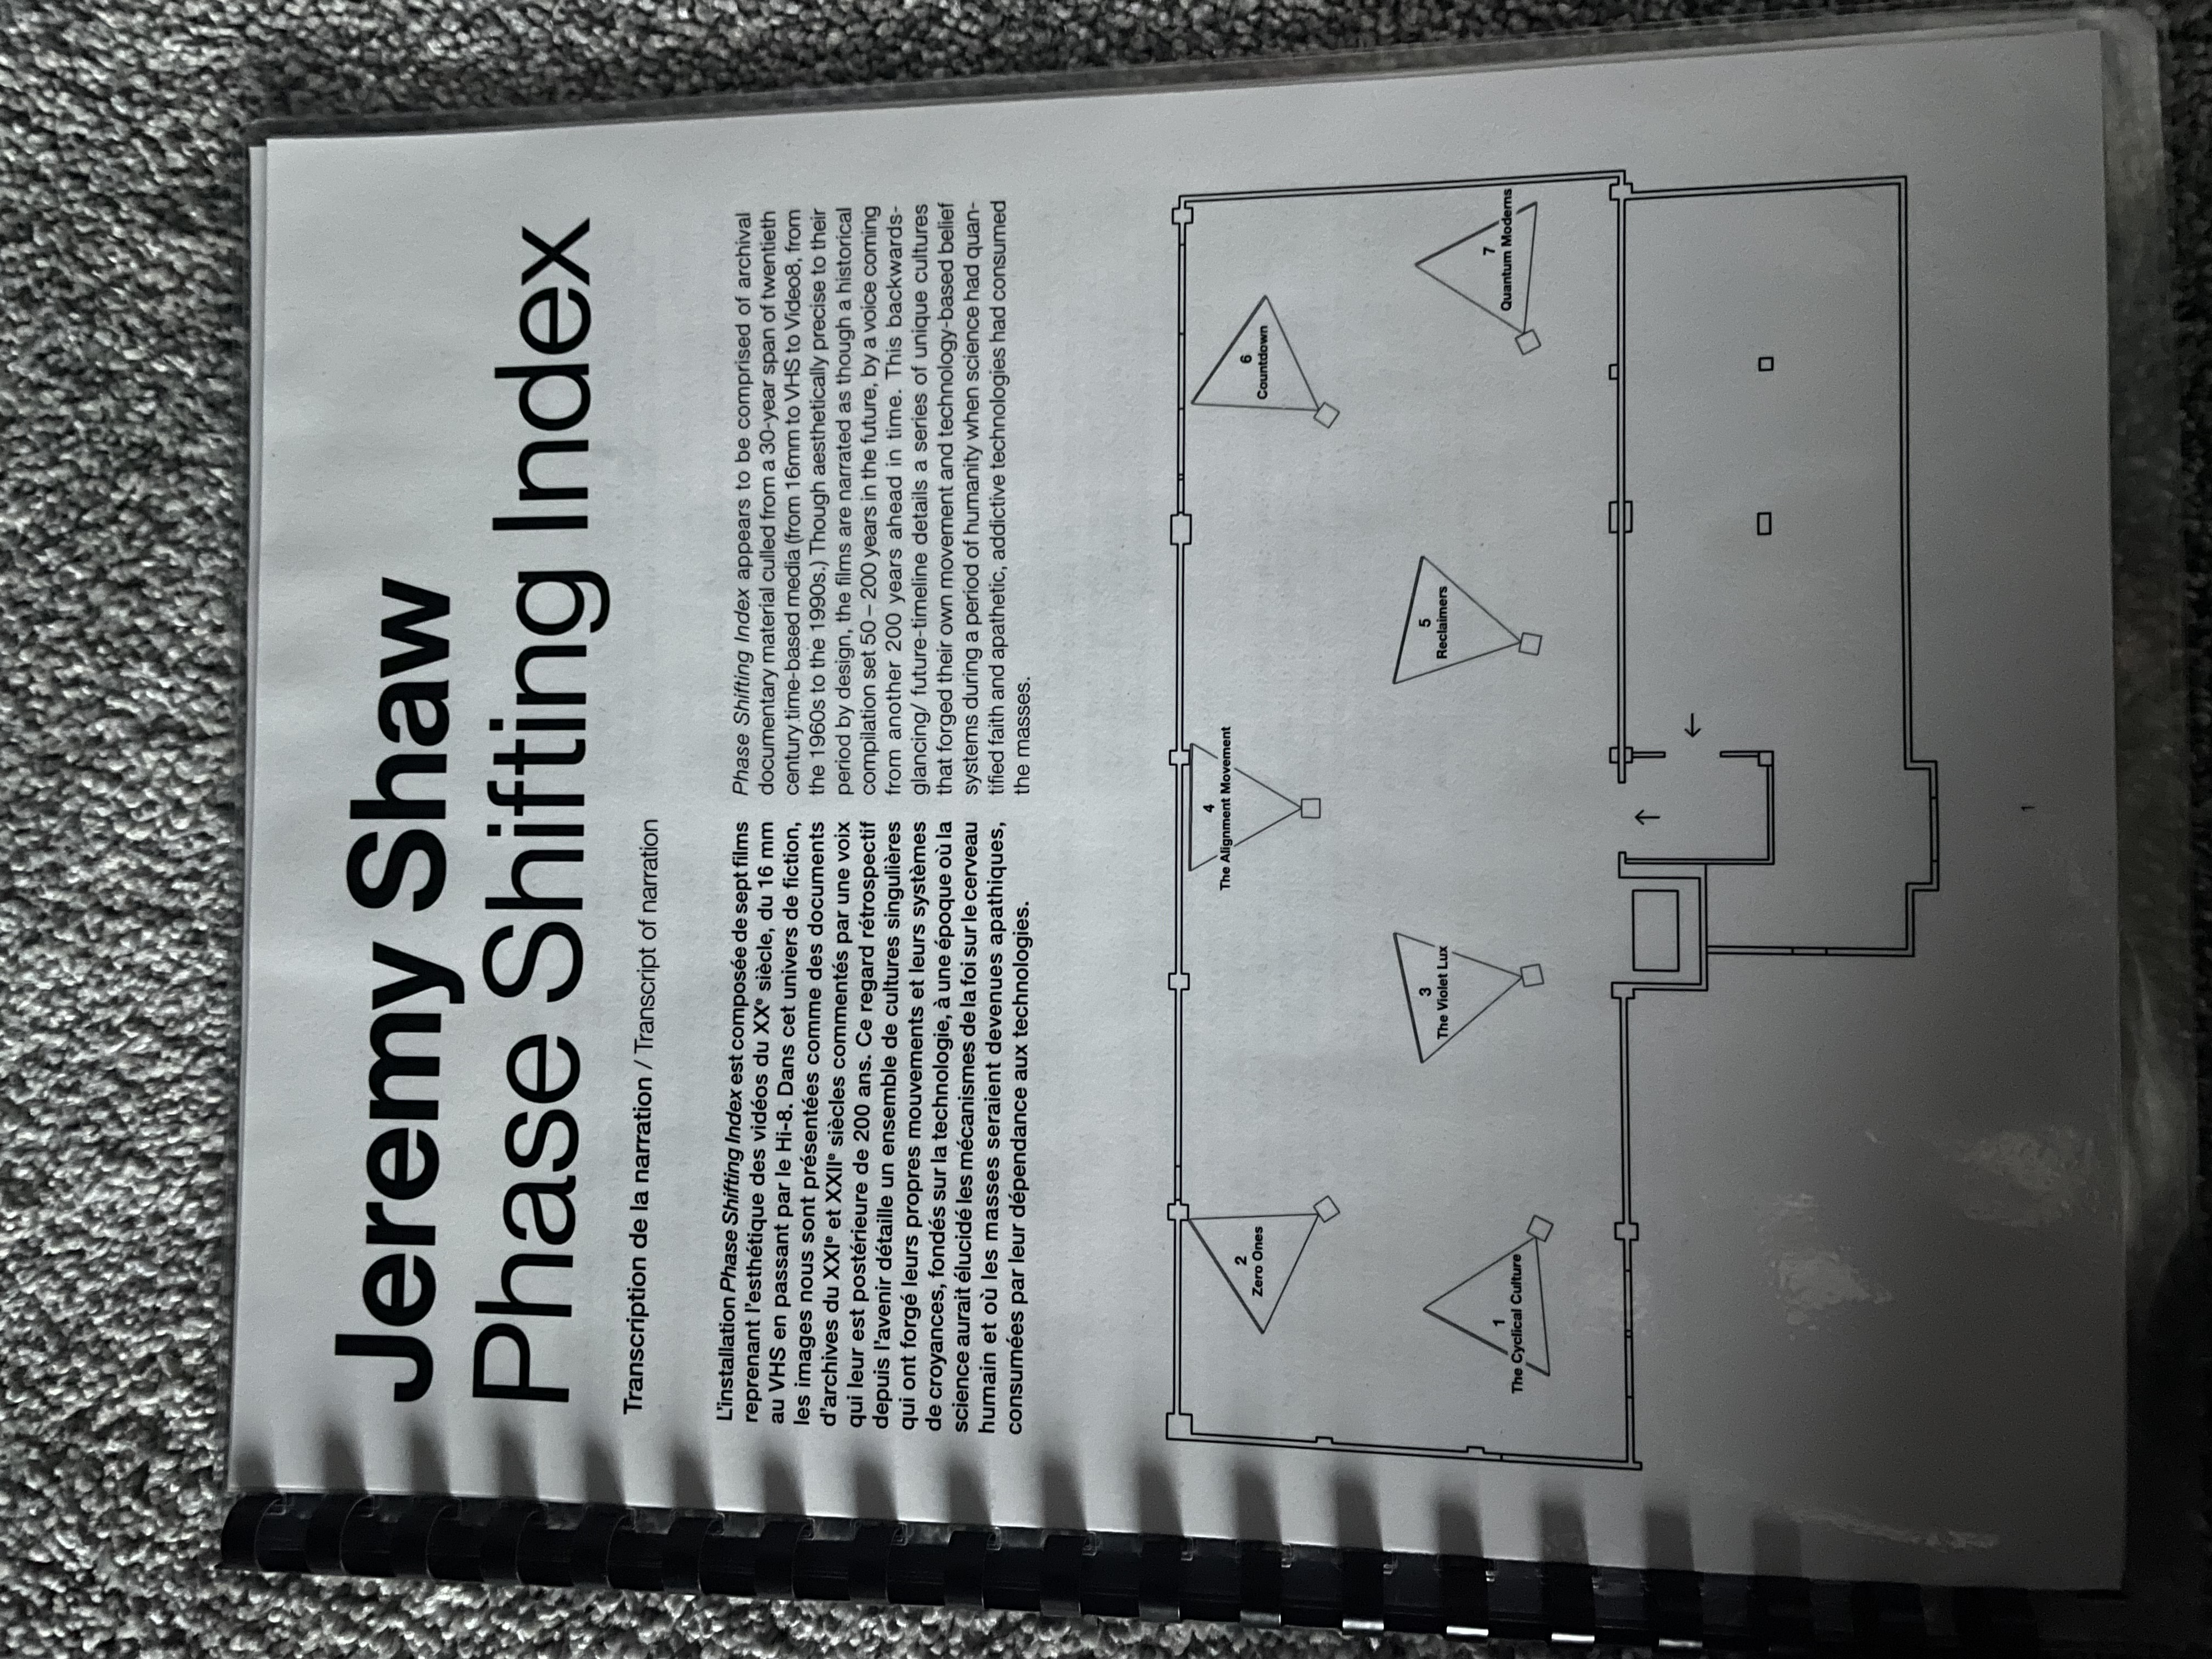 Jeremy Shaw
Phase Shifting Index
Transcription de la narration / Transcript of narration
L'installation Phase Shifting Index est composée de sept films
reprenant l'esthétique des vidéos du XXe siècle, du 16 mm
au VHS en passant par le Hi-8. Dans cet univers de fiction,
les images nous sont présentées comme des documents
d'archives du XXIe et XXIIe siècles commentés par une voix
qui leur est postérieure de 200 ans. Ce regard rétrospectif
depuis l'avenir détaille un ensemble de cultures singulières
qui ont forgé leurs propres mouvements et leurs systèmes
de croyances, fondés sur la technologie, à une époque où la
science aurait élucidé les mécanismes de la foi sur le cerveau
humain et où les masses seraient devenues apathiques,
consumées par leur dépendance aux technologies.
Phase Shifting Index appears to be comprised of archival
documentary material culled from a 30-year span of twentieth
century time-based media (from 16mm to VHS to Video8, from
the 1960s to the 1990s.) Though aesthetically precise to their
period by design, the films are narrated as though a historical
compilation set 50 – 200 years in the future, by a voice coming
from another 200 years ahead in time. This backwards-
glancing/ future-timeline details a series of unique cultures
that forged their own movement and technology-based belief
systems during a period of humanity when science had quan-
tified faith and apathetic, addictive technologies had consumed
the masses.
2
Zero Ones
4
The Alignment Movement
6
Countdown
1
The Cyclical Culture
3
The Violet Lux
5
Reclaimers
7
Quantum Moderns
1